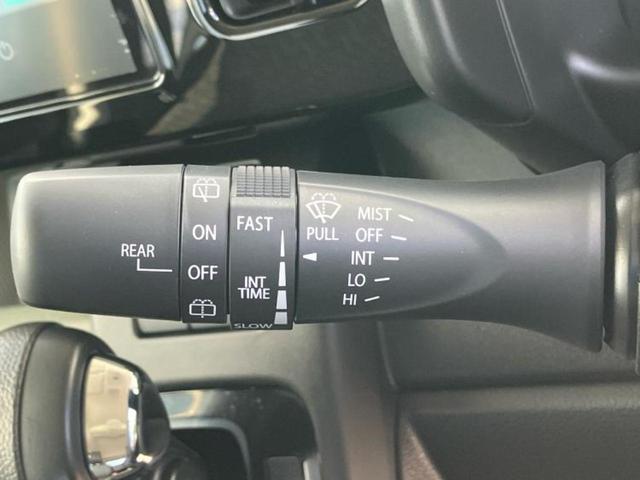 REAR
ON
OFF
FAST
INT
TIME
SLOW
PULL
MIST
OFF
INT
LO
HI